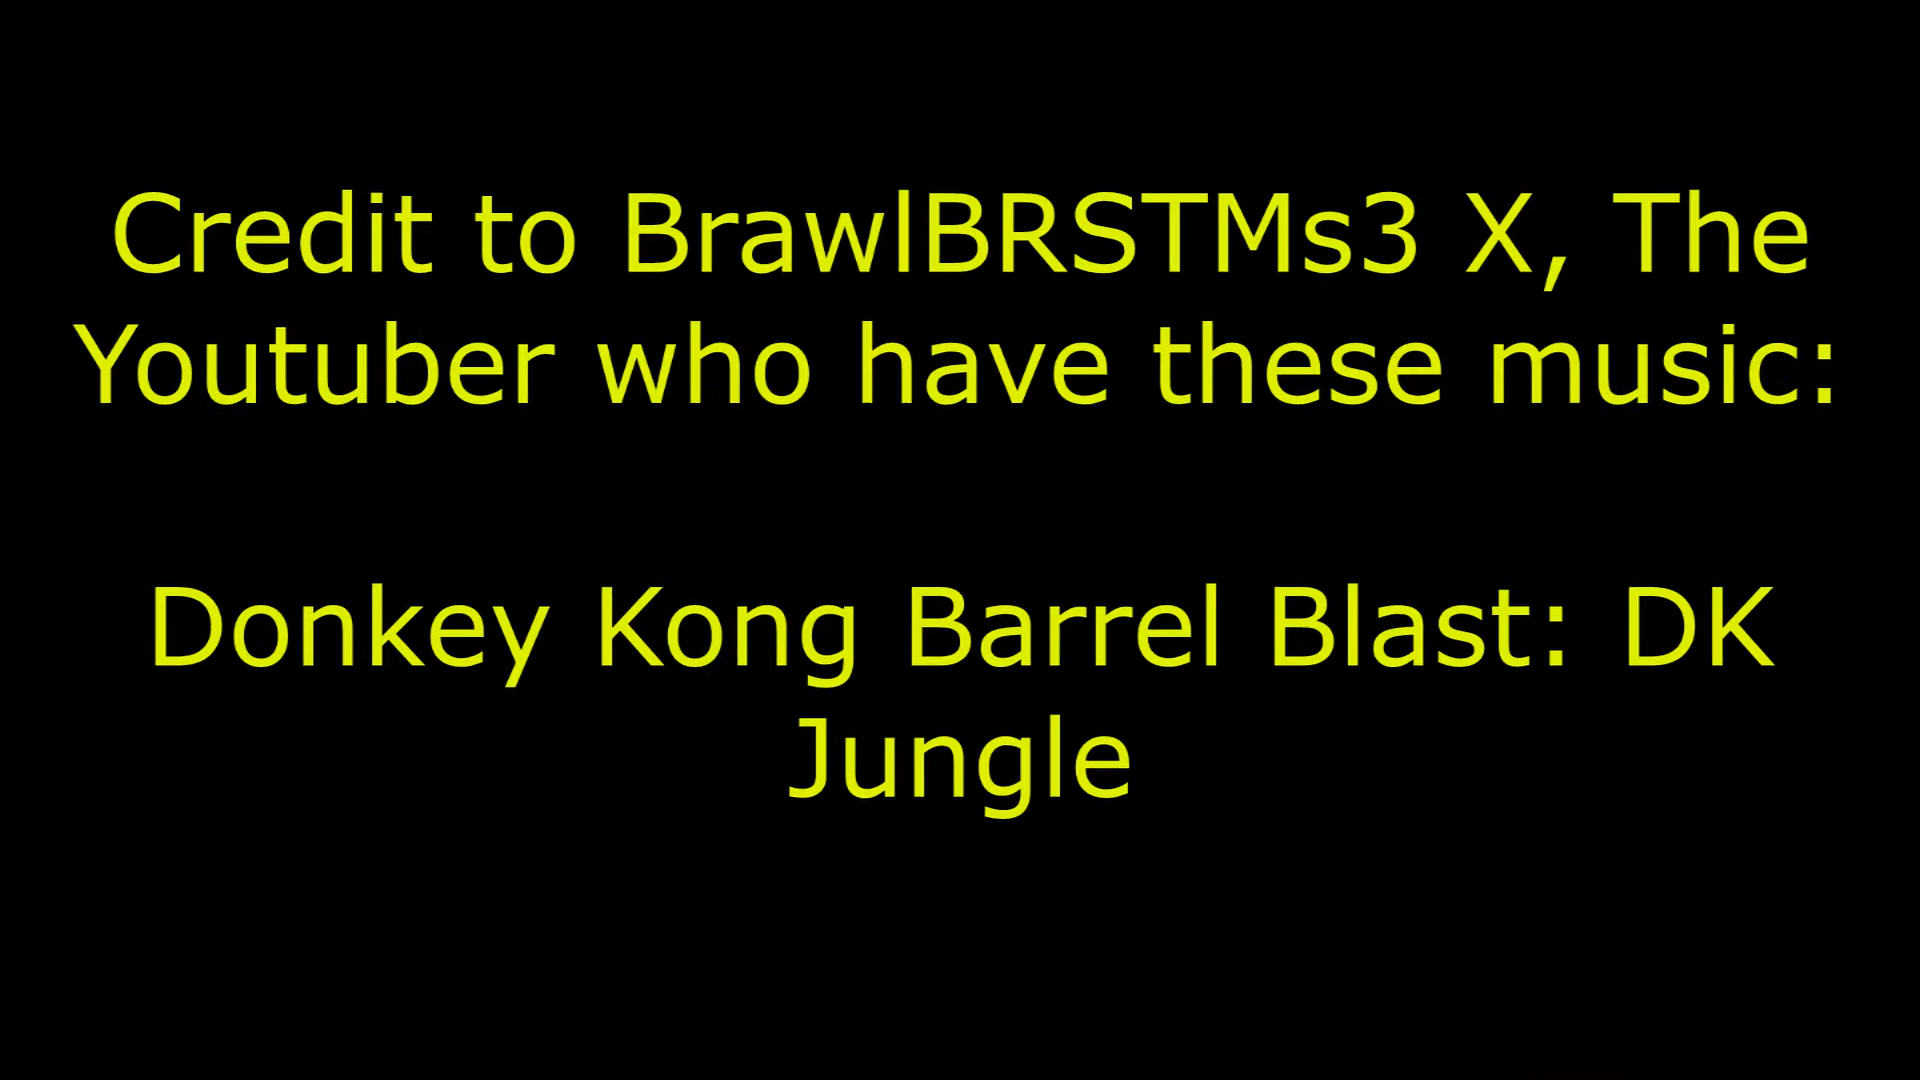 Credit to BrawlBRSTMs3 X, The
Youtuber who have these music:
Donkey Kong Barrel Blast: DK
Jungle